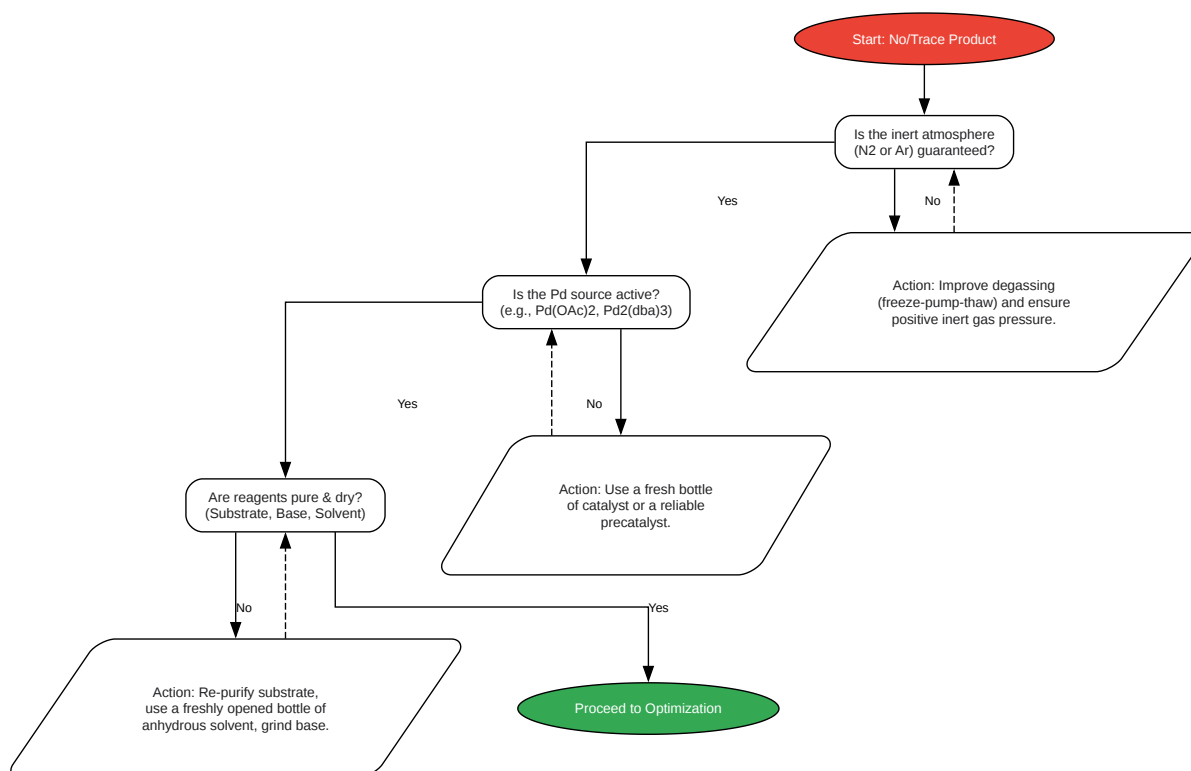 Start: No/Trace Product
Is the inert atmosphere
(N2 or Ar) guaranteed?
Yes
No
Action: Improve degassing
(freeze-pump-thaw) and ensure
positive inert gas pressure.
Is the Pd source active?
(e.g., Pd(OAc)2, Pd2(dba)3)
Yes
No
Action: Use a fresh bottle
of catalyst or a reliable
precatalyst.
Are reagents pure & dry?
(Substrate, Base, Solvent)
No
Yes
Action: Re-purify substrate,
use a freshly opened bottle of
anhydrous solvent, grind base.
Proceed to Optimization